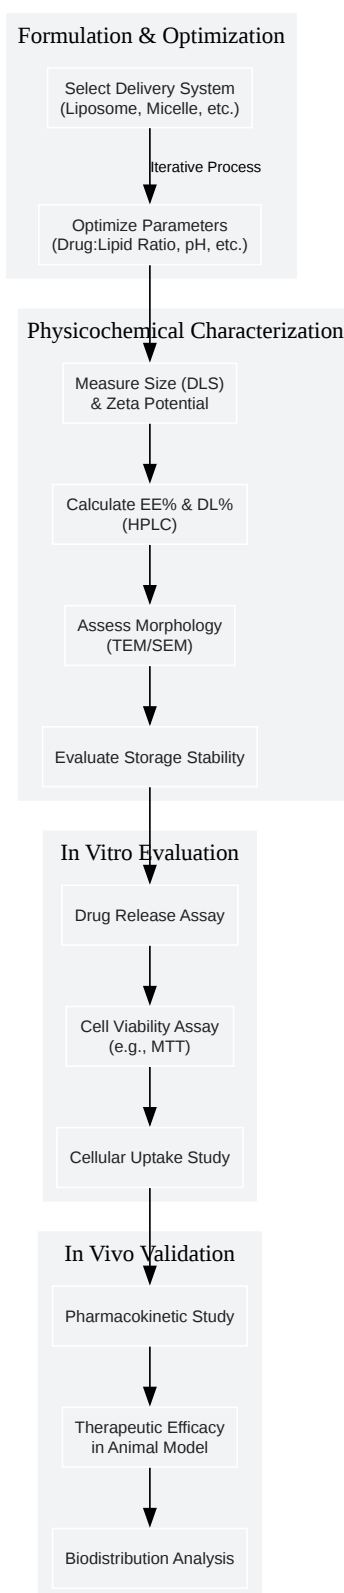 Formulation & Optimization
Select Delivery System
(Liposome, Micelle, etc.)
Iterative Process
Optimize Parameters
(Drug:Lipid Ratio, pH, etc.)
Physicochemical Characterization
Measure Size (DLS)
& Zeta Potential
Calculate EE% & DL%
(HPLC)
Assess Morphology
(TEM/SEM)
Evaluate Storage Stability
In Vitro Evaluation
Drug Release Assay
Cell Viability Assay
(e.g., MTT)
Cellular Uptake Study
In Vivo Validation
Pharmacokinetic Study
Therapeutic Efficacy
in Animal Model
Biodistribution Analysis